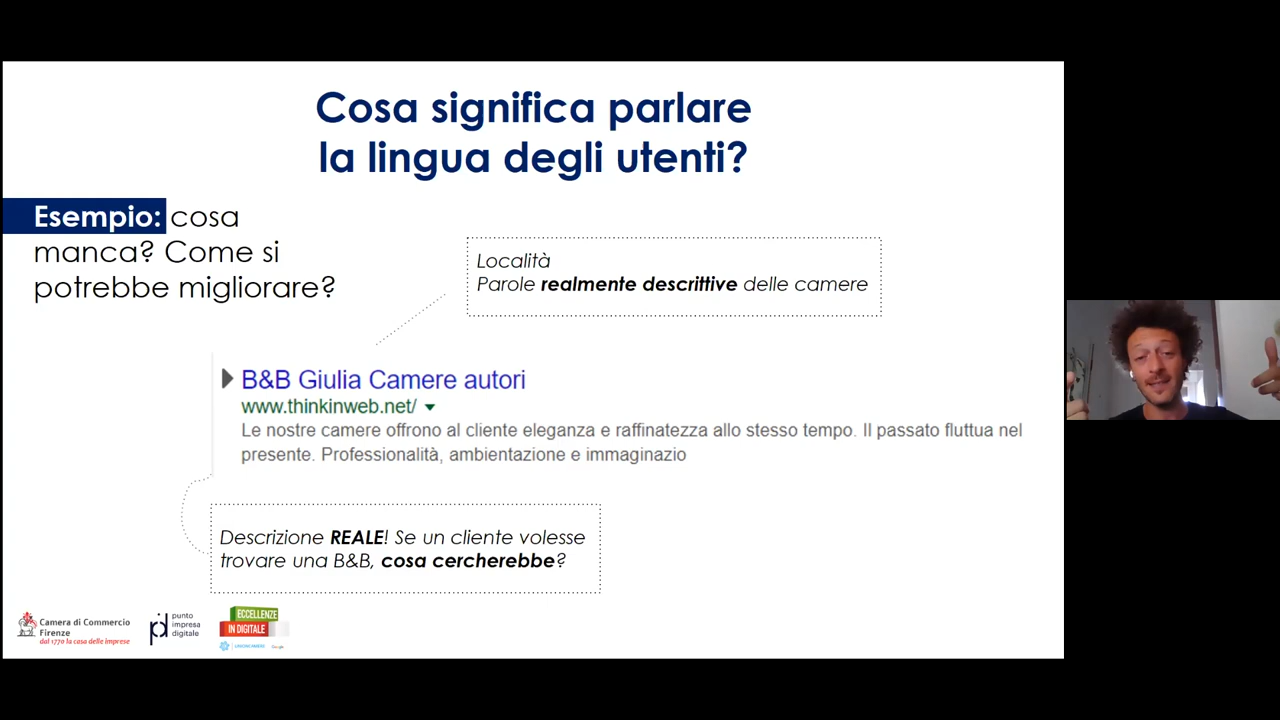 Cosa significa parlare
la lingua degli utenti?
Esempio: cosa
manca? Come si
potrebbe migliorare?
Località
Parole realmente descrittive delle camere
B&B Giulia Camere autori
www.thinkinweb.net/
Le nostre camere offrono al cliente eleganza e raffinatezza allo stesso tempo. Il passato fluttua nel
presente. Professionalità, ambientazione e immaginazio
Descrizione REALE! Se un cliente volesse
trovare una B&B, cosa cercherebbe?
Camera di Commercio
Firenze
dal 1770 la casa delle imprese
pid
punto
impresa
digitale
ECCELLENZE
IN DIGITALE
UNIONCAMERE
Google